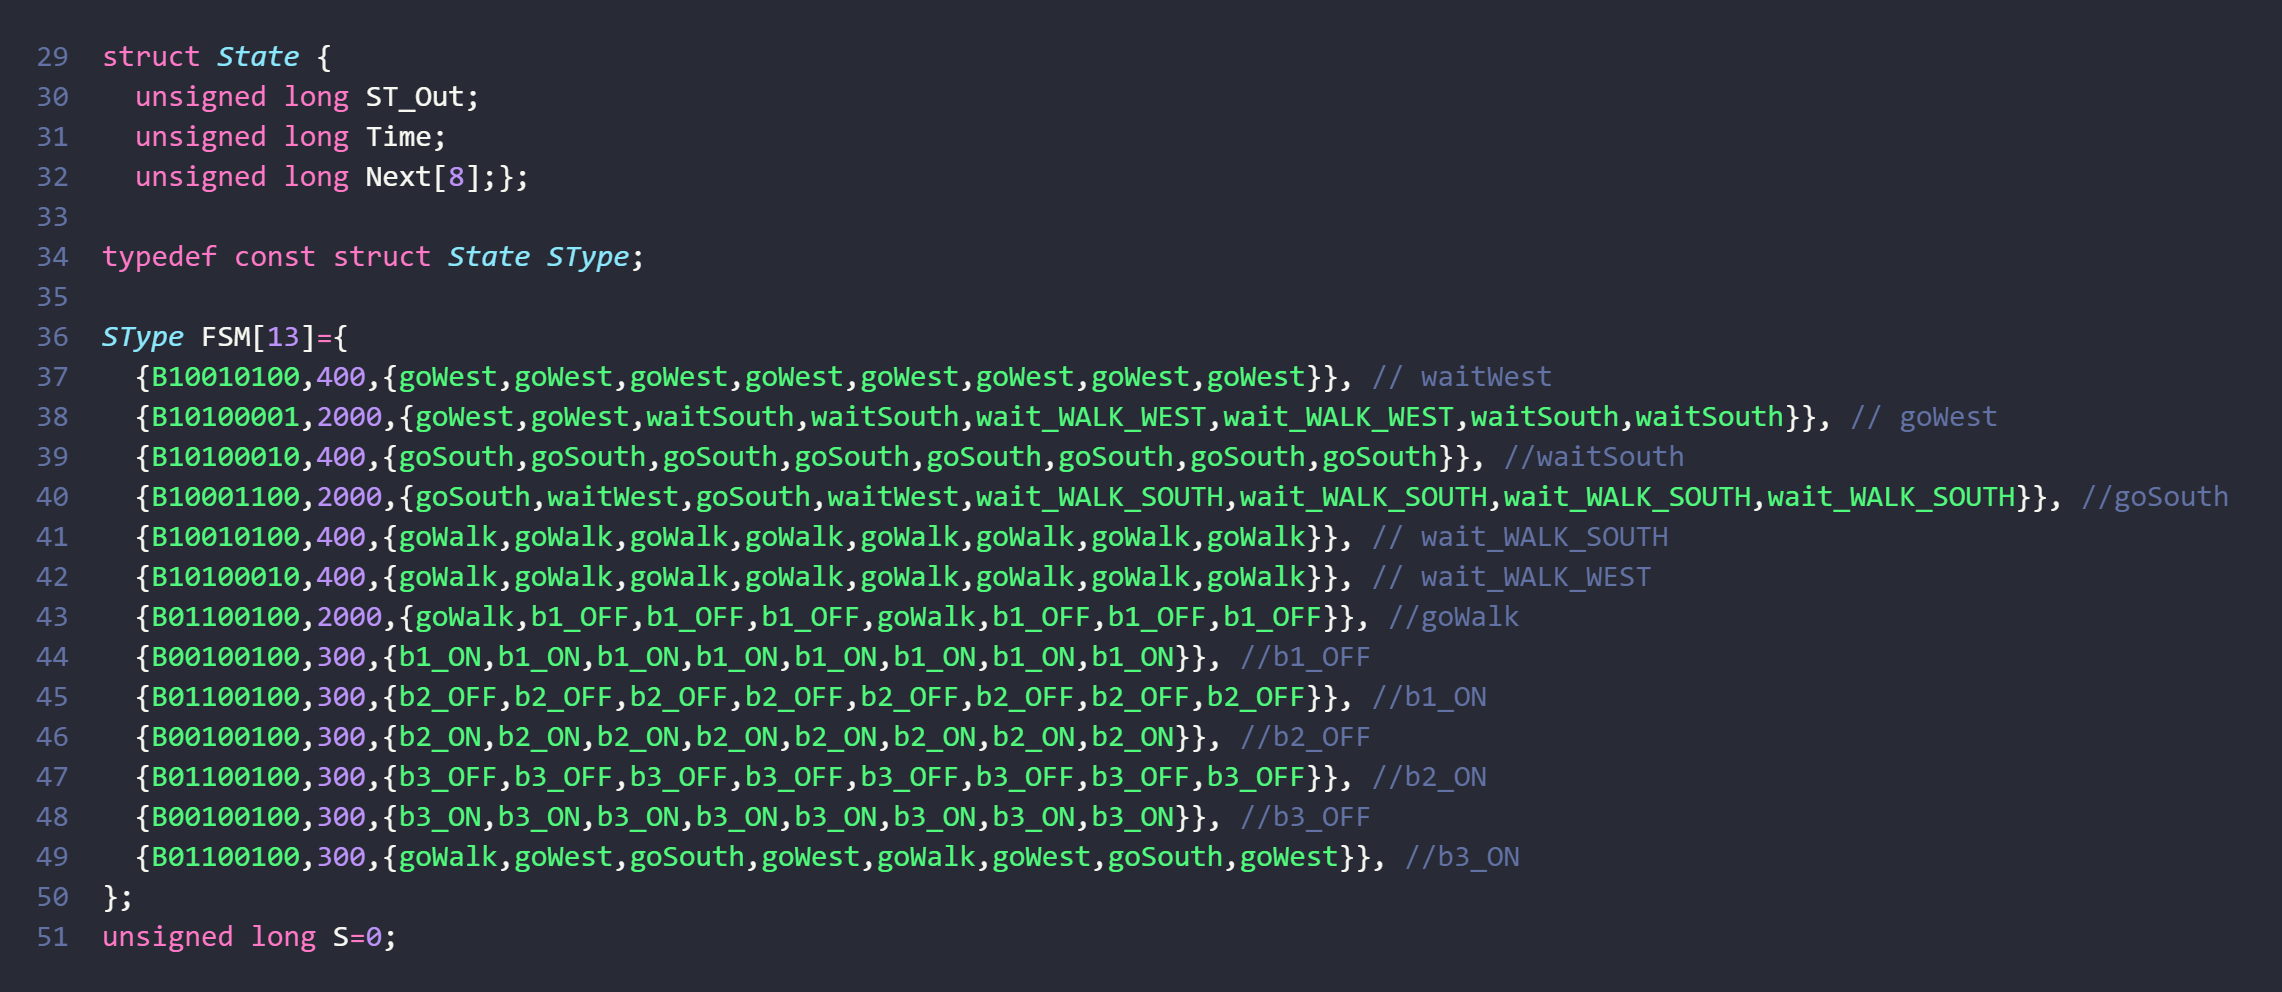 29 struct State {
30 unsigned long ST_Out;
31 unsigned long Time;
32 unsigned long Next[8];};
33
34 typedef const struct State SType;
35
36 SType FSM[13]={
37 {B10010100,400,{goWest,goWest,goWest,goWest,goWest,goWest,goWest,goWest}}, // waitWest
38 {B10100001,2000,{goWest,goWest,waitSouth,waitSouth,wait_WALK_WEST,wait_WALK_WEST,waitSouth,waitSouth}}, // goWest
39 {B10100010,400,{goSouth,goSouth,goSouth,goSouth,goSouth,goSouth,goSouth,goSouth}}, //waitSouth
40 {B10001100,2000,{goSouth,waitWest,goSouth,waitWest,wait_WALK_SOUTH,wait_WALK_SOUTH,wait_WALK_SOUTH,wait_WALK_SOUTH}}, //goSouth
41 {B10010100,400,{goWalk,goWalk,goWalk,goWalk,goWalk,goWalk,goWalk,goWalk}}, // wait_WALK_SOUTH
42 {B10100010,400,{goWalk,goWalk,goWalk,goWalk,goWalk,goWalk,goWalk,goWalk}}, // wait_WALK_WEST
43 {B01100100,2000,{goWalk,b1_OFF,b1_OFF,b1_OFF,goWalk,b1_OFF,b1_OFF,b1_OFF}}, //goWalk
44 {B00100100,300,{b1_ON,b1_ON,b1_ON,b1_ON,b1_ON,b1_ON,b1_ON,b1_ON}}, //b1_OFF
45 {B01100100,300,{b2_OFF,b2_OFF,b2_OFF,b2_OFF,b2_OFF,b2_OFF,b2_OFF,b2_OFF}}, //b1_ON
46 {B00100100,300,{b2_ON,b2_ON,b2_ON,b2_ON,b2_ON,b2_ON,b2_ON,b2_ON}}, //b2_OFF
47 {B01100100,300,{b3_OFF,b3_OFF,b3_OFF,b3_OFF,b3_OFF,b3_OFF,b3_OFF,b3_OFF}}, //b2_ON
48 {B00100100,300,{b3_ON,b3_ON,b3_ON,b3_ON,b3_ON,b3_ON,b3_ON,b3_ON}}, //b3_OFF
49 {B01100100,300,{goWalk,goWest,goSouth,goWest,goWalk,goWest,goSouth,goWest}}, //b3_ON
50 };
51 unsigned long S=0;